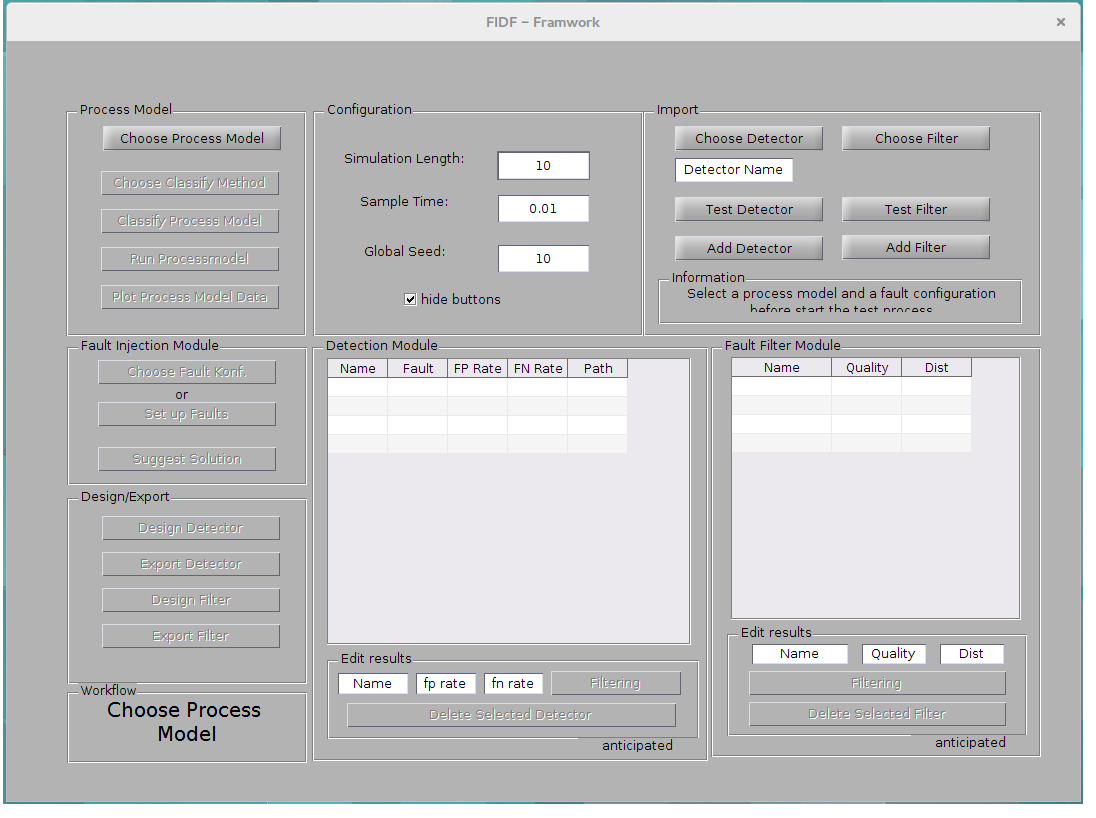 FIDF – Framwork
Process Model
Choose Process Model
Choose Classify Method
Classify Process Model
Run Processmodel
Plot Process Model Data
Configuration
Simulation Length:
10
Sample Time:
0.01
Global Seed:
10
hide buttons
Import
Choose Detector
Choose Filter
Detector Name
Test Detector
Test Filter
Add Detector
Add Filter
Information
Select a process model and a fault configuration
before start the test process
Fault Injection Module
Choose Fault Konf.
or
Set up Faults
Suggest Solution
Design/Export
Design Detector
Export Detector
Design Filter
Export Filter
Workflow
Choose Process
Model
Detection Module
Name Fault FP Rate FN Rate Path
Edit results
Name fp rate fn rate Filtering
Delete Selected Detector
anticipated
Fault Filter Module
Name Quality Dist
Edit results
Name Quality Dist
Filtering
Delete Selected Filter
anticipated